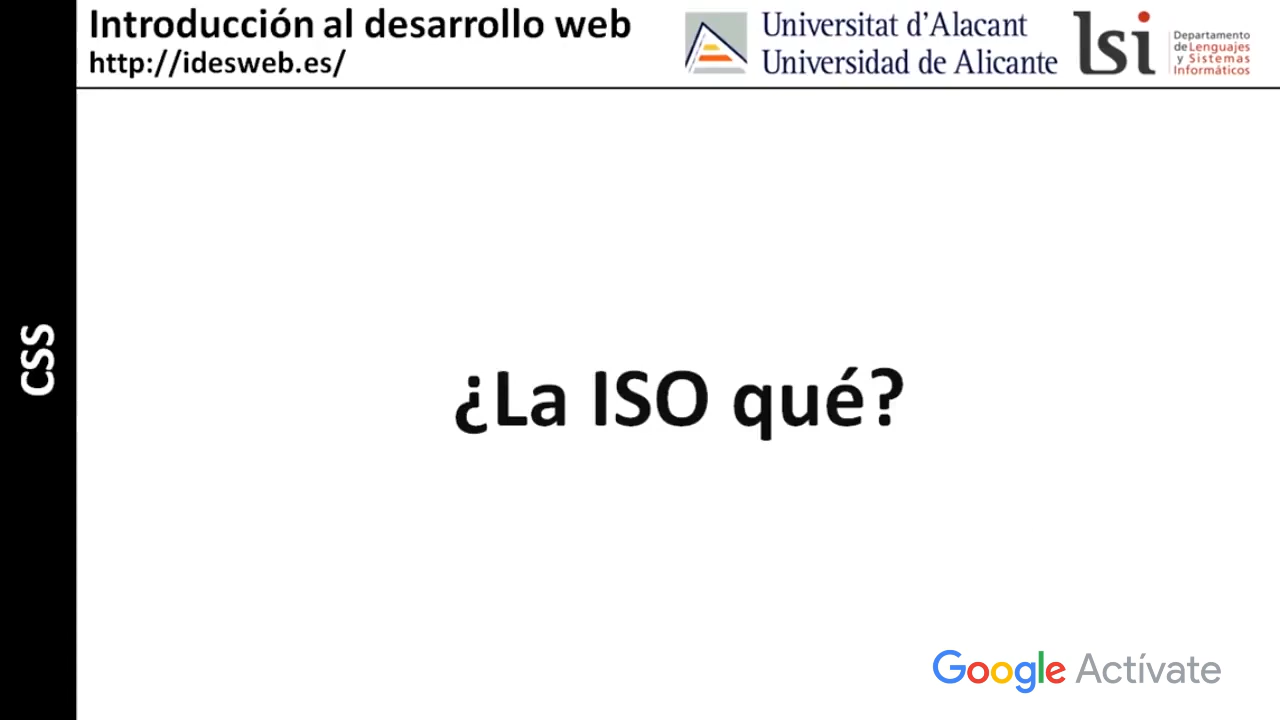 Introducción al desarrollo web
http://idesweb.es/
Universitat d'Alacant
Universidad de Alicante
lsi
Departamento
de Lenguajes
y Sistemas
Informáticos
CSS
¿La ISO qué?
Google Actívate